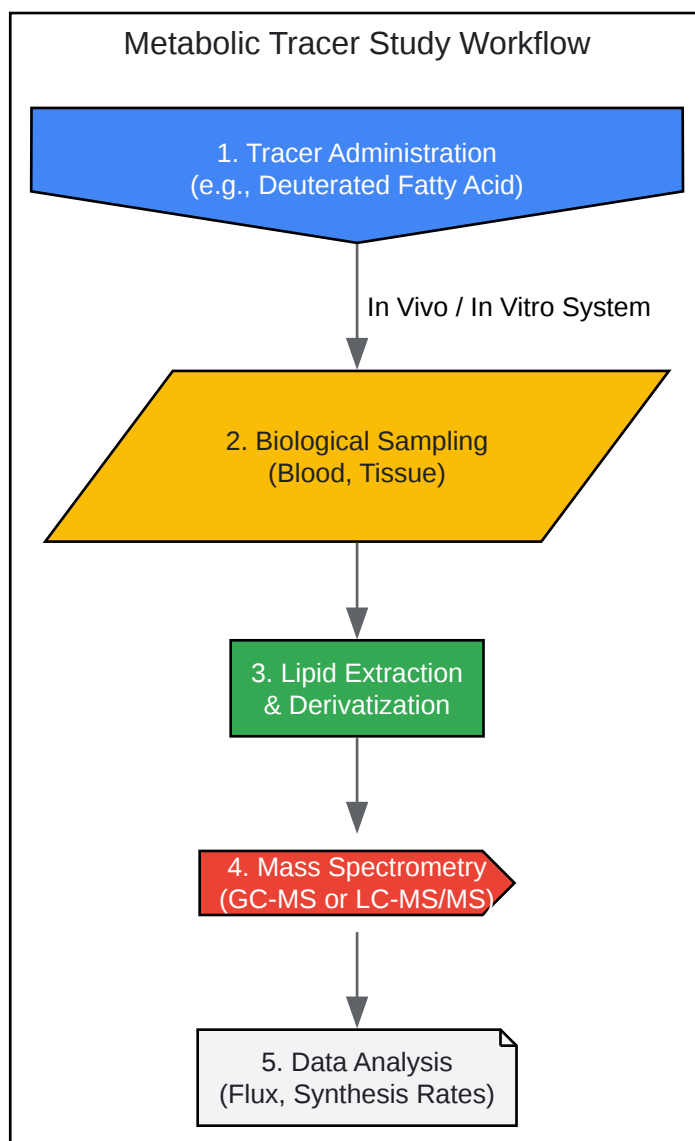 Metabolic Tracer Study Workflow
1. Tracer Administration
(e.g., Deuterated Fatty Acid)
In Vivo / In Vitro System
2. Biological Sampling
(Blood, Tissue)
3. Lipid Extraction
& Derivatization
4. Mass Spectrometry
(GC-MS or LC-MS/MS)
5. Data Analysis
(Flux, Synthesis Rates)